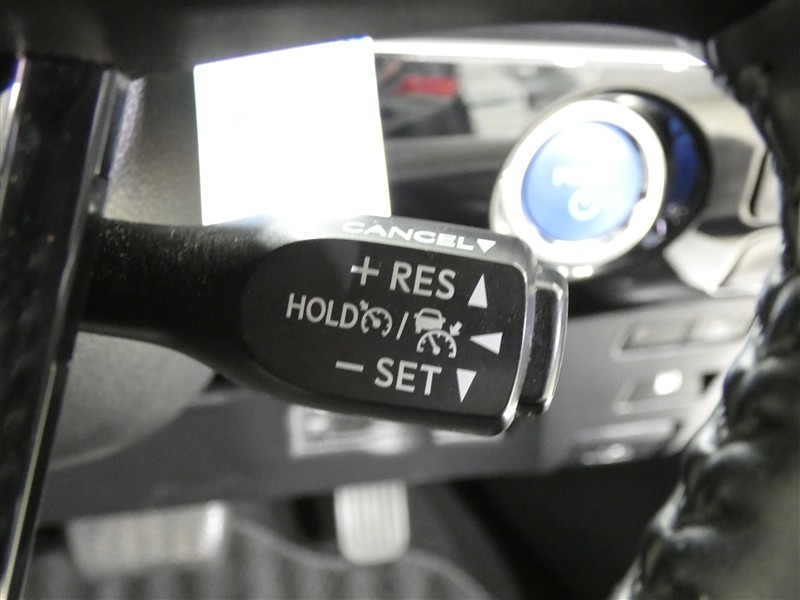 CANCEL▼
+ RES ▲
HOLD / ◀
− SET ▼